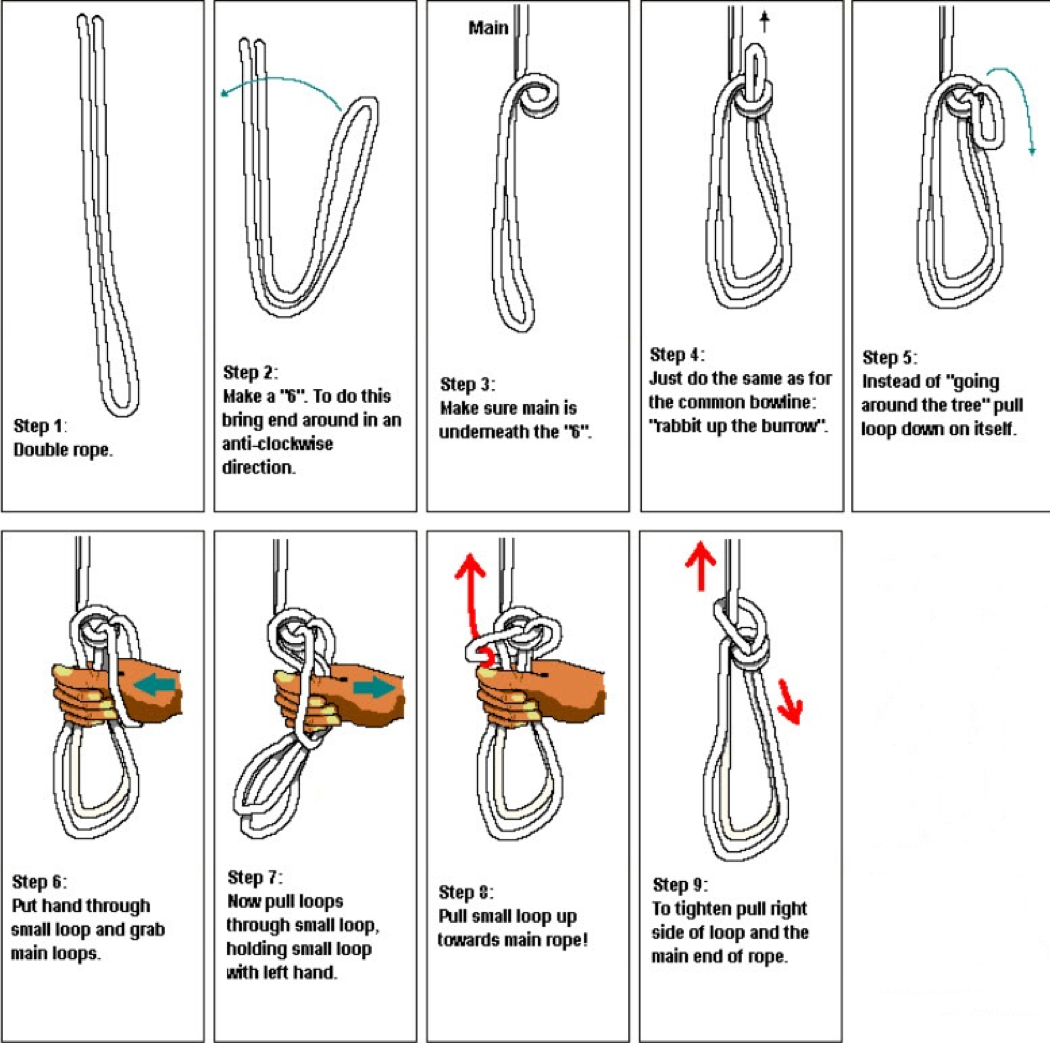 Step 1:
Double rope.
Step 2:
Make a "6". To do this
bring end around in an
anti-clockwise
direction.
Main
Step 3:
Make sure main is
underneath the "6".
Step 4:
Just do the same as for
the common bowline:
"rabbit up the burrow".
Step 5:
Instead of "going
around the tree" pull
loop down on itself.
Step 6:
Put hand through
small loop and grab
main loops.
Step 7:
Now pull loops
through small loop,
holding small loop
with left hand.
Step 8:
Pull small loop up
towards main rope!
Step 9:
To tighten pull right
side of loop and the
main end of rope.